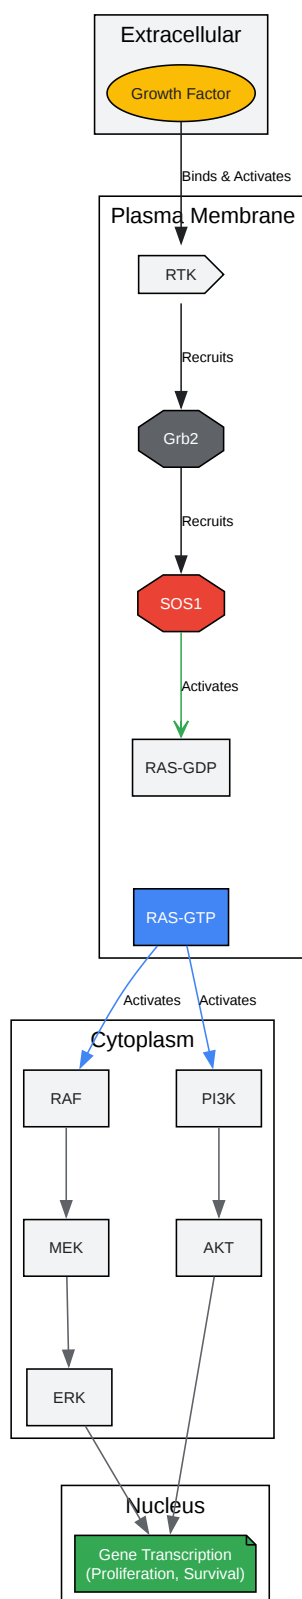 Extracellular
Growth Factor
Binds & Activates
Plasma Membrane
RTK
Recruits
Grb2
Recruits
SOS1
Activates
RAS-GDP
RAS-GTP
Activates
Activates
Cytoplasm
RAF
PI3K
MEK
AKT
ERK
Nucleus
Gene Transcription
(Proliferation, Survival)